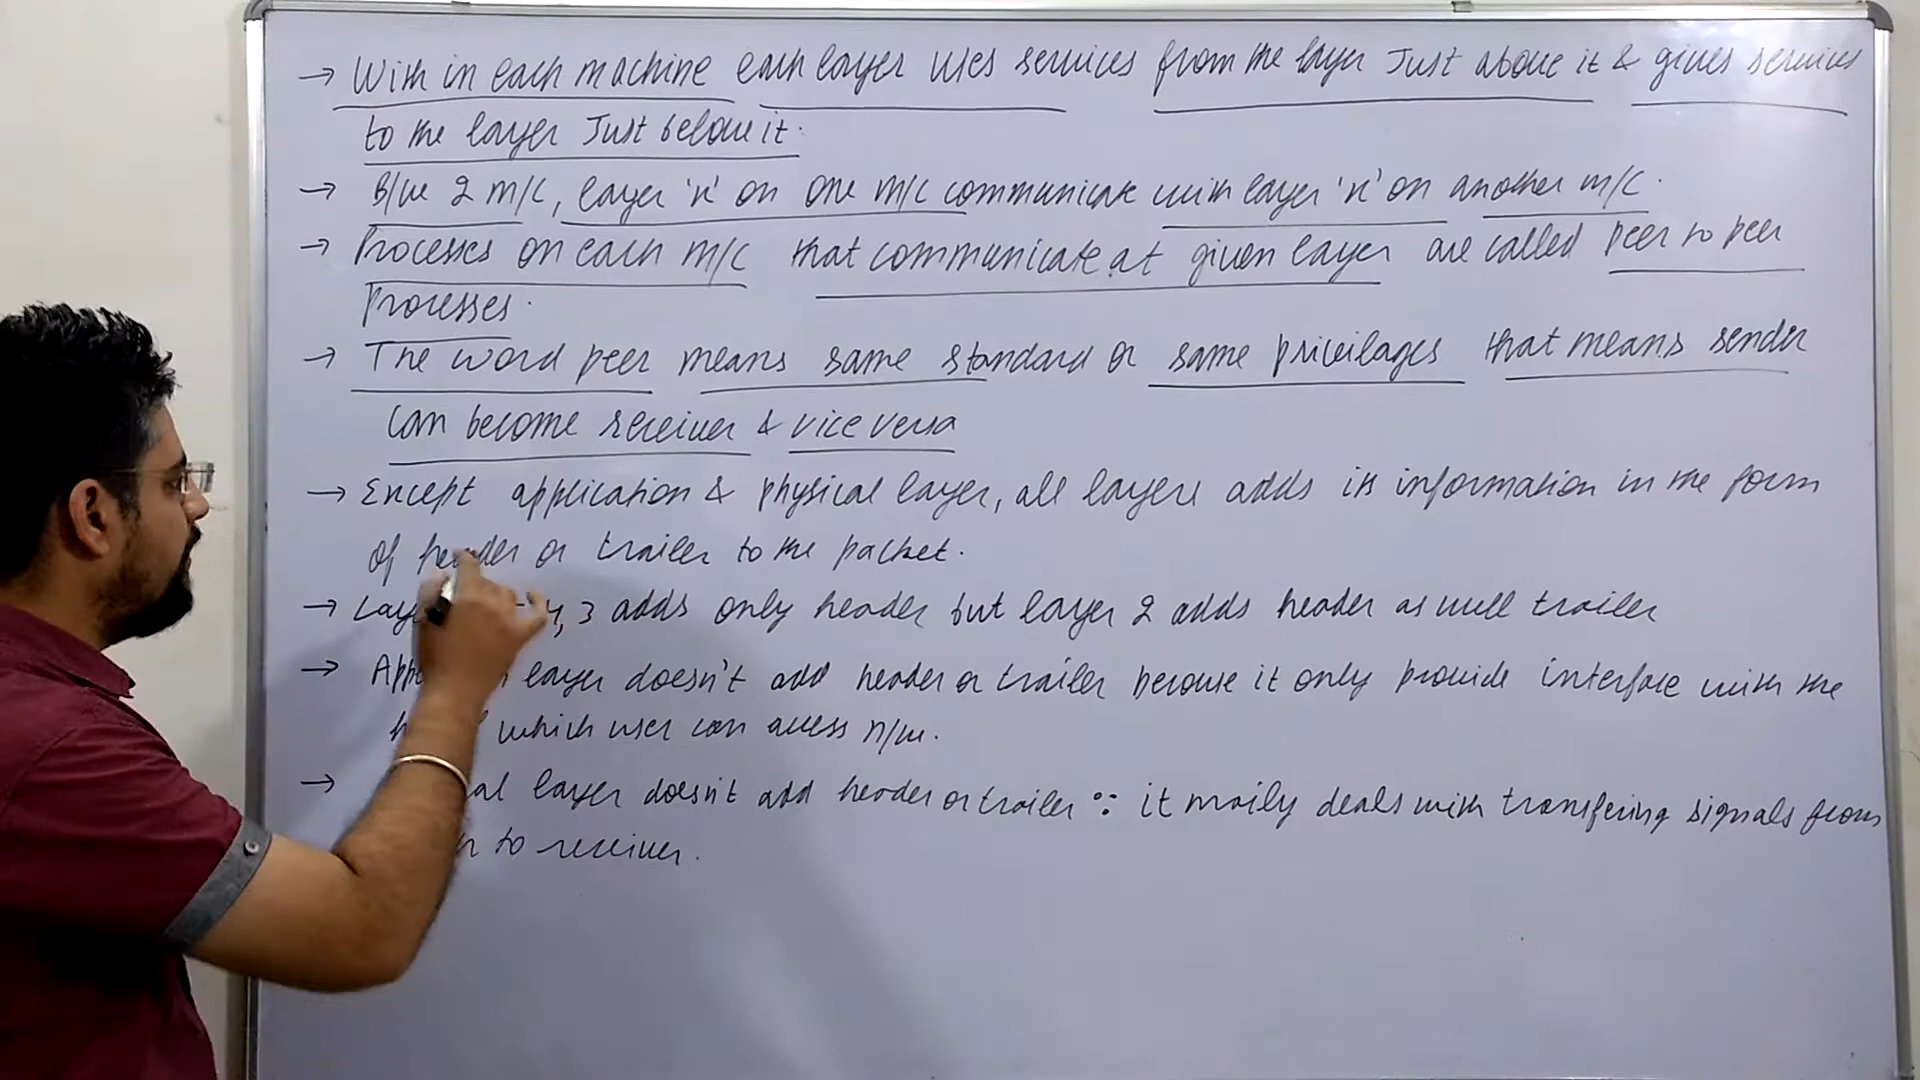 → With in each machine each layer uses services from the layer Just above it & gives services
to the layer Just below it.
→ B/w 2 m/c, layer 'x' on one m/c communicate with layer 'x' on another m/c.
→ Processes on each m/c that communicate at given layer are called peer to peer
Processes.
→ The word peer means same standard or same privilages that means sender
can become receiver & vice versa
→ Except application & physical layer, all layers adds its information in the form
of header or trailer to the packet.
→ 4, 3 adds only header but layer 2 adds header as well trailer
→ layer doesn't add header or trailer because it only provide interface with the
which user can access n/w.
→ layer doesn't add header or trailer ∵ it maily deals with transfering signals from
to receiver.